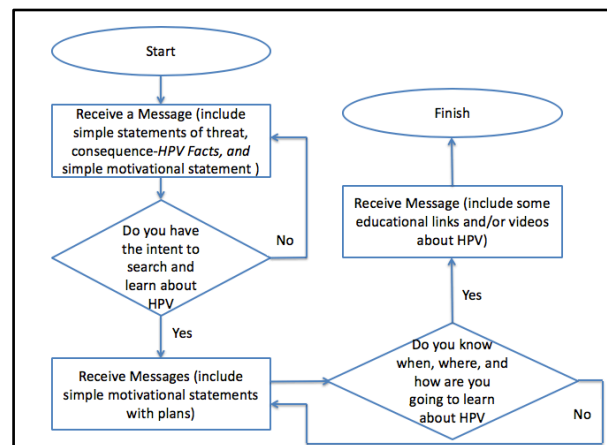 Start
Receive a Message (include
simple statements of threat,
consequence-HPV Facts, and
simple motivational statement )
Do you have
the intent to
search and
learn about
HPV
No
Yes
Receive Messages (include
simple motivational statements
with plans)
Do you know
when, where, and
how are you
going to learn
about HPV
No
Yes
Receive Message (include some
educational links and/or videos
about HPV)
Finish